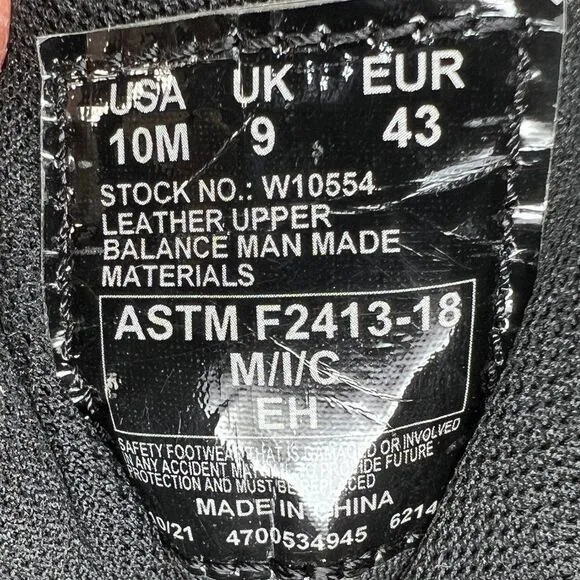 USA UK EUR
10M 9 43
STOCK NO.: W10554
LEATHER UPPER
BALANCE MAN MADE
MATERIALS
ASTM F2413-18
M/I/C
EH
SAFETY FOOTWEAR THAT IS DAMAGED OR INVOLVED
IN ANY ACCIDENT MAY TO PROVIDE FUTURE
PROTECTION AND MUST BE REPLACED
MADE IN CHINA
10/21 4700534945 6214